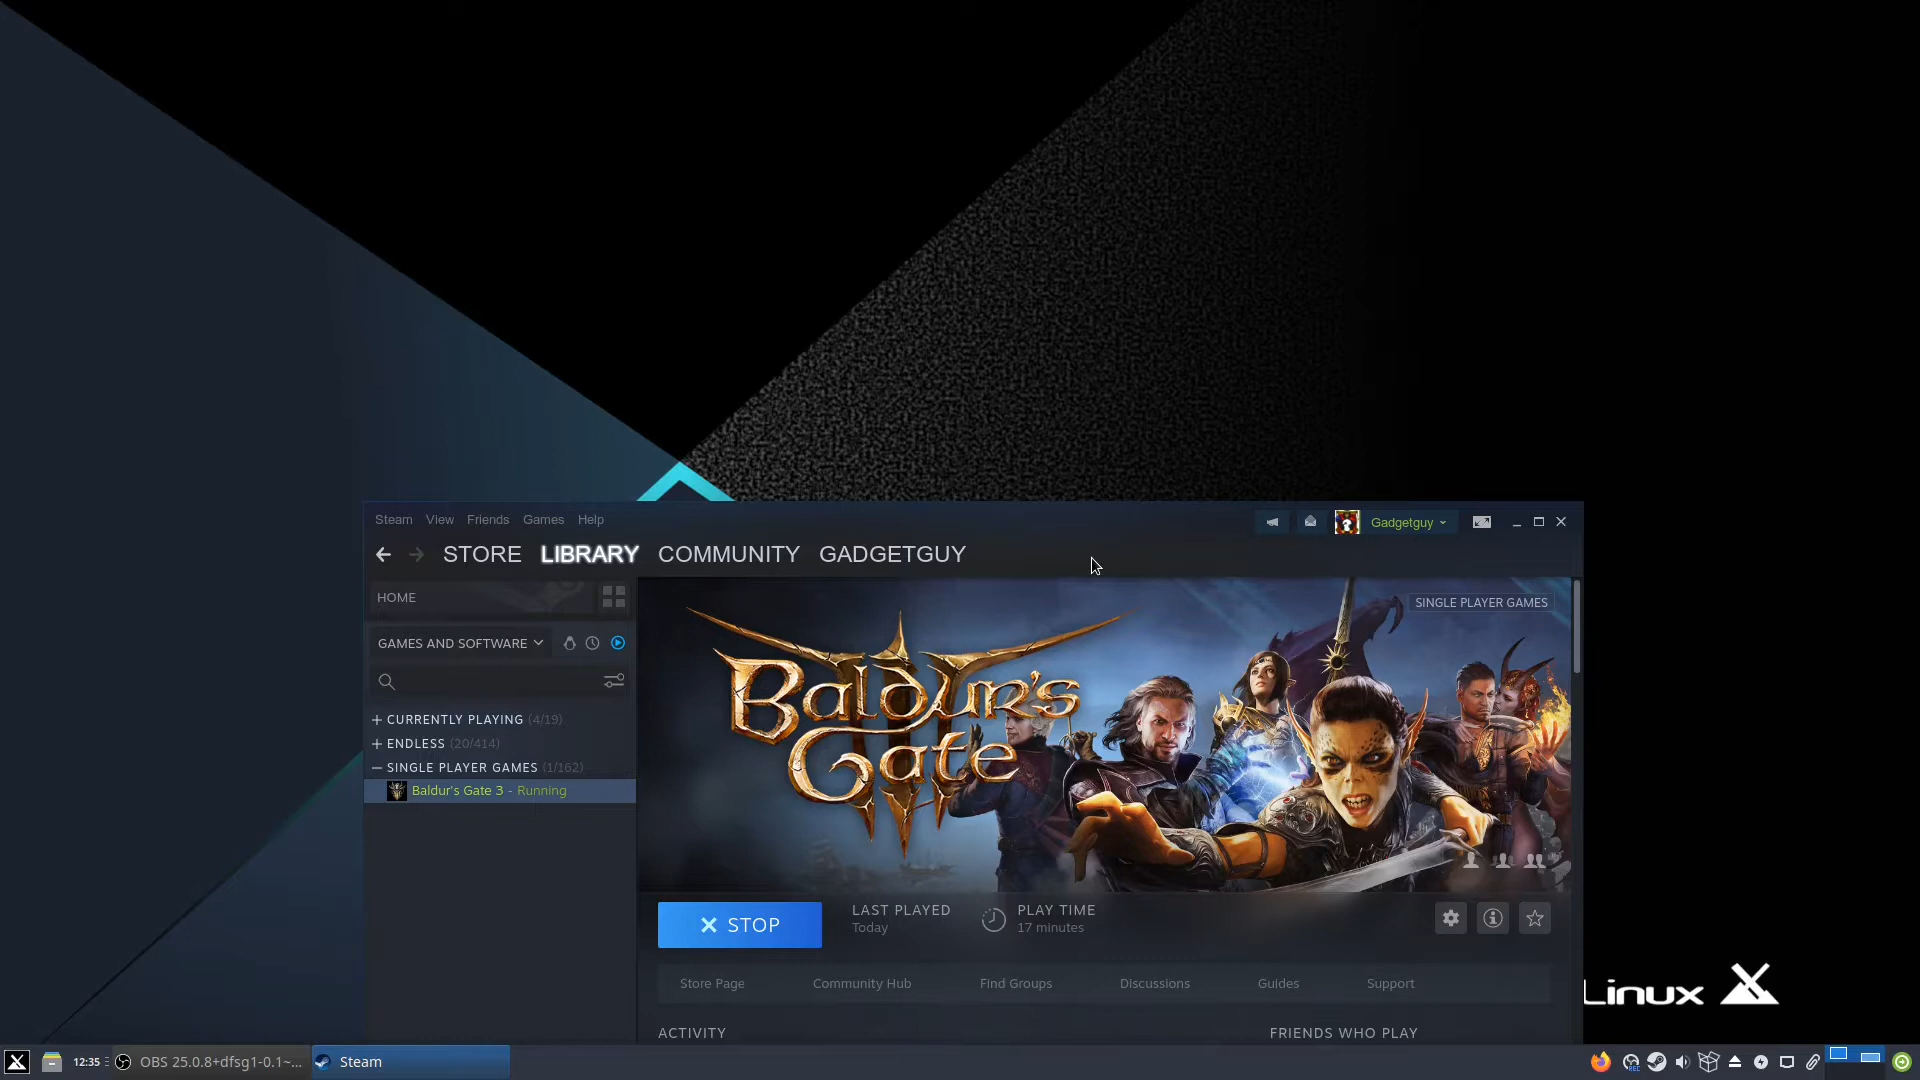 Steam View Friends Games Help
Gadgetguy
STORE LIBRARY COMMUNITY GADGETGUY
HOME
SINGLE PLAYER GAMES
GAMES AND SOFTWARE
CURRENTLY PLAYING (4/19)
ENDLESS (20/414)
SINGLE PLAYER GAMES (1/162)
Baldur's Gate 3 - Running
Baldur's
Gate
STOP
LAST PLAYED
Today
PLAY TIME
17 minutes
Store Page Community Hub Find Groups Discussions Guides Support
Linux
ACTIVITY
FRIENDS WHO PLAY
12:35
OBS 25.0.8+dfsg1-0.1~...
Steam
REC